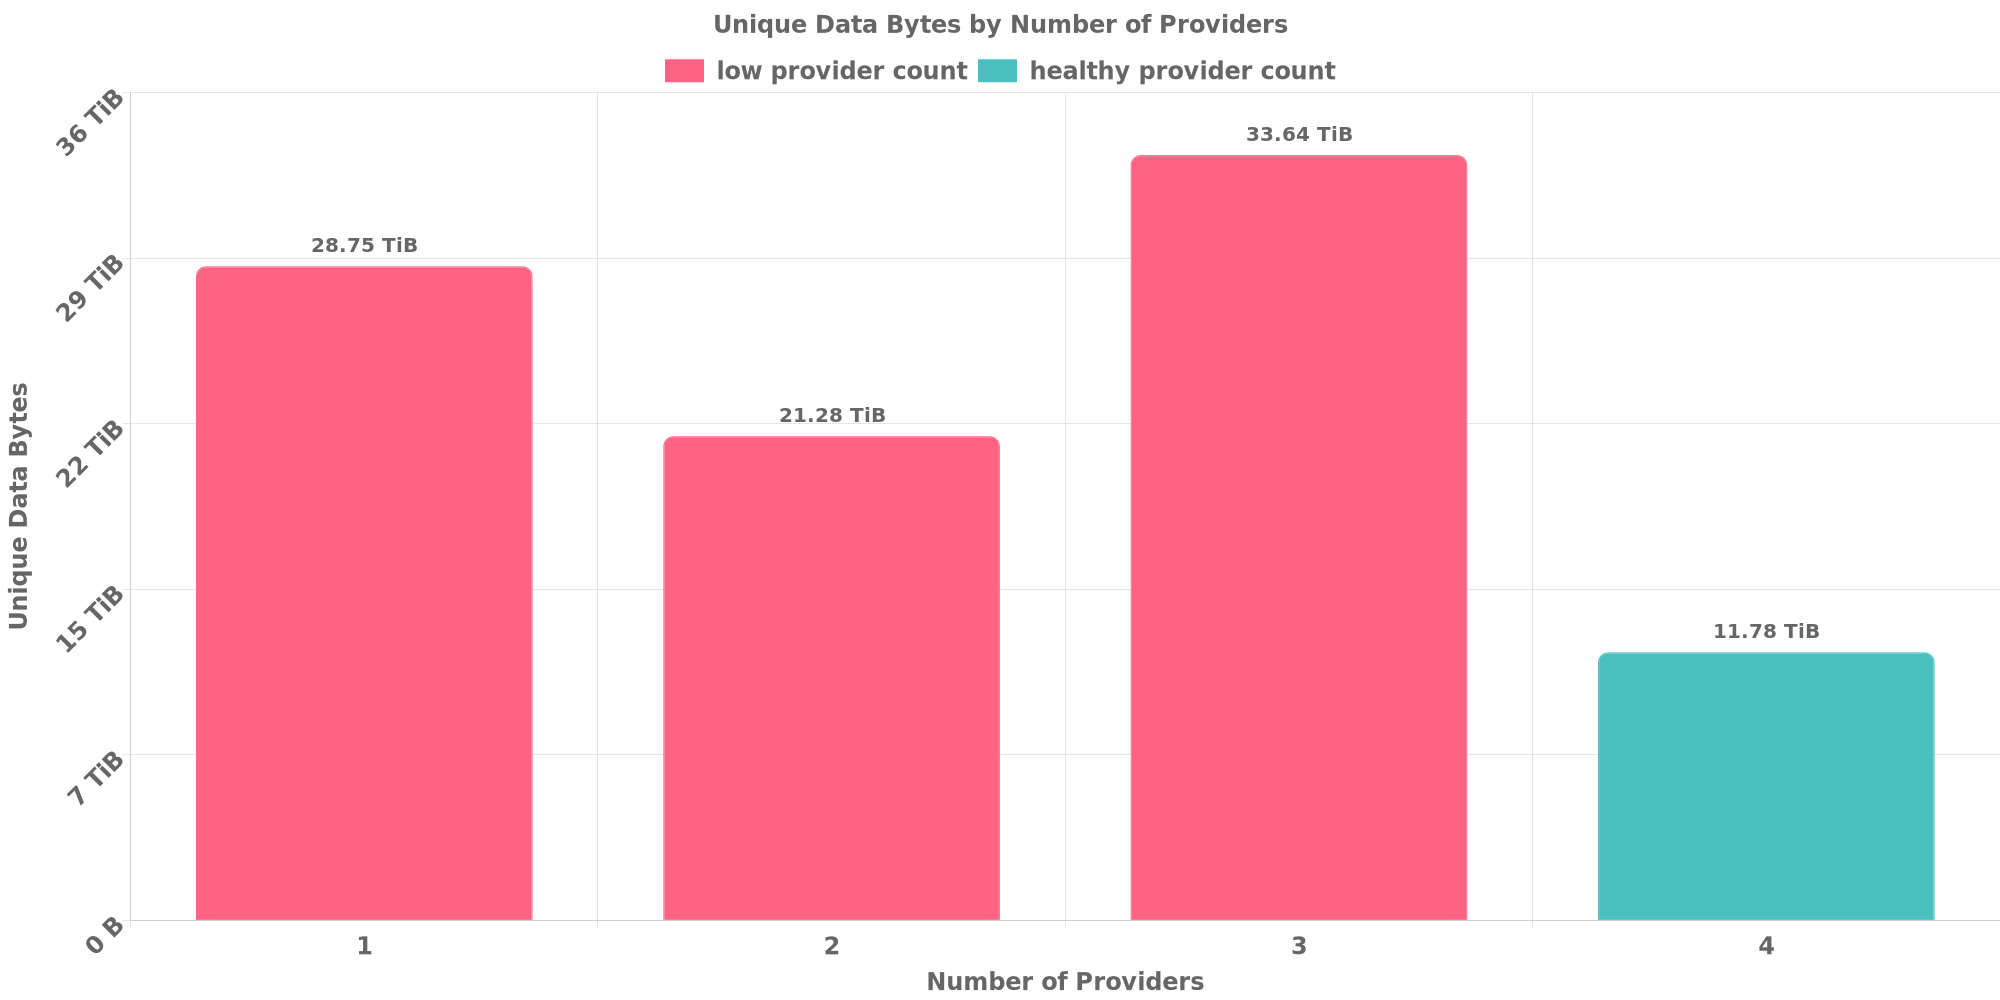 Unique Data Bytes by Number of Providers
low provider count healthy provider count
36 TiB
29 TiB
22 TiB
15 TiB
7 TiB
0 B
Unique Data Bytes
28.75 TiB
21.28 TiB
33.64 TiB
11.78 TiB
1 2 3 4
Number of Providers